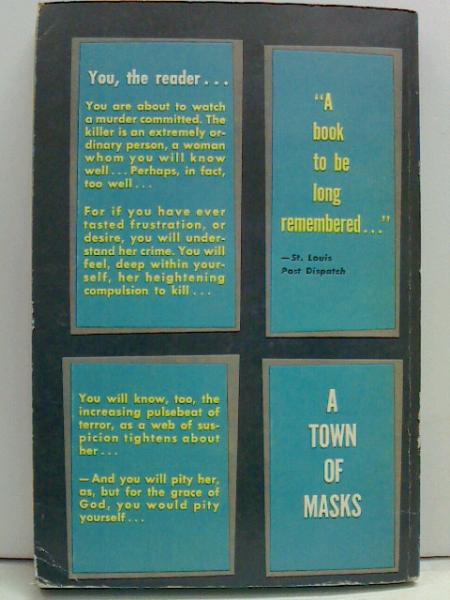 You, the reader...
You are about to watch
a murder committed. The
killer is an extremely or-
dinary person, a woman
whom you will know
well... Perhaps, in fact,
too well...
For if you have ever
tasted frustration, or
desire, you will under-
stand her crime. You will
feel, deep within your-
self, her heightening
compulsion to kill...
"A
book
to be
long
remembered..."
—St. Louis
Post Dispatch
You will know, too, the
increasing pulsebeat of
terror, as a web of sus-
picion tightens about
her...
—And you will pity her,
as, but for the grace of
God, you would pity
yourself...
A
TOWN
OF
MASKS